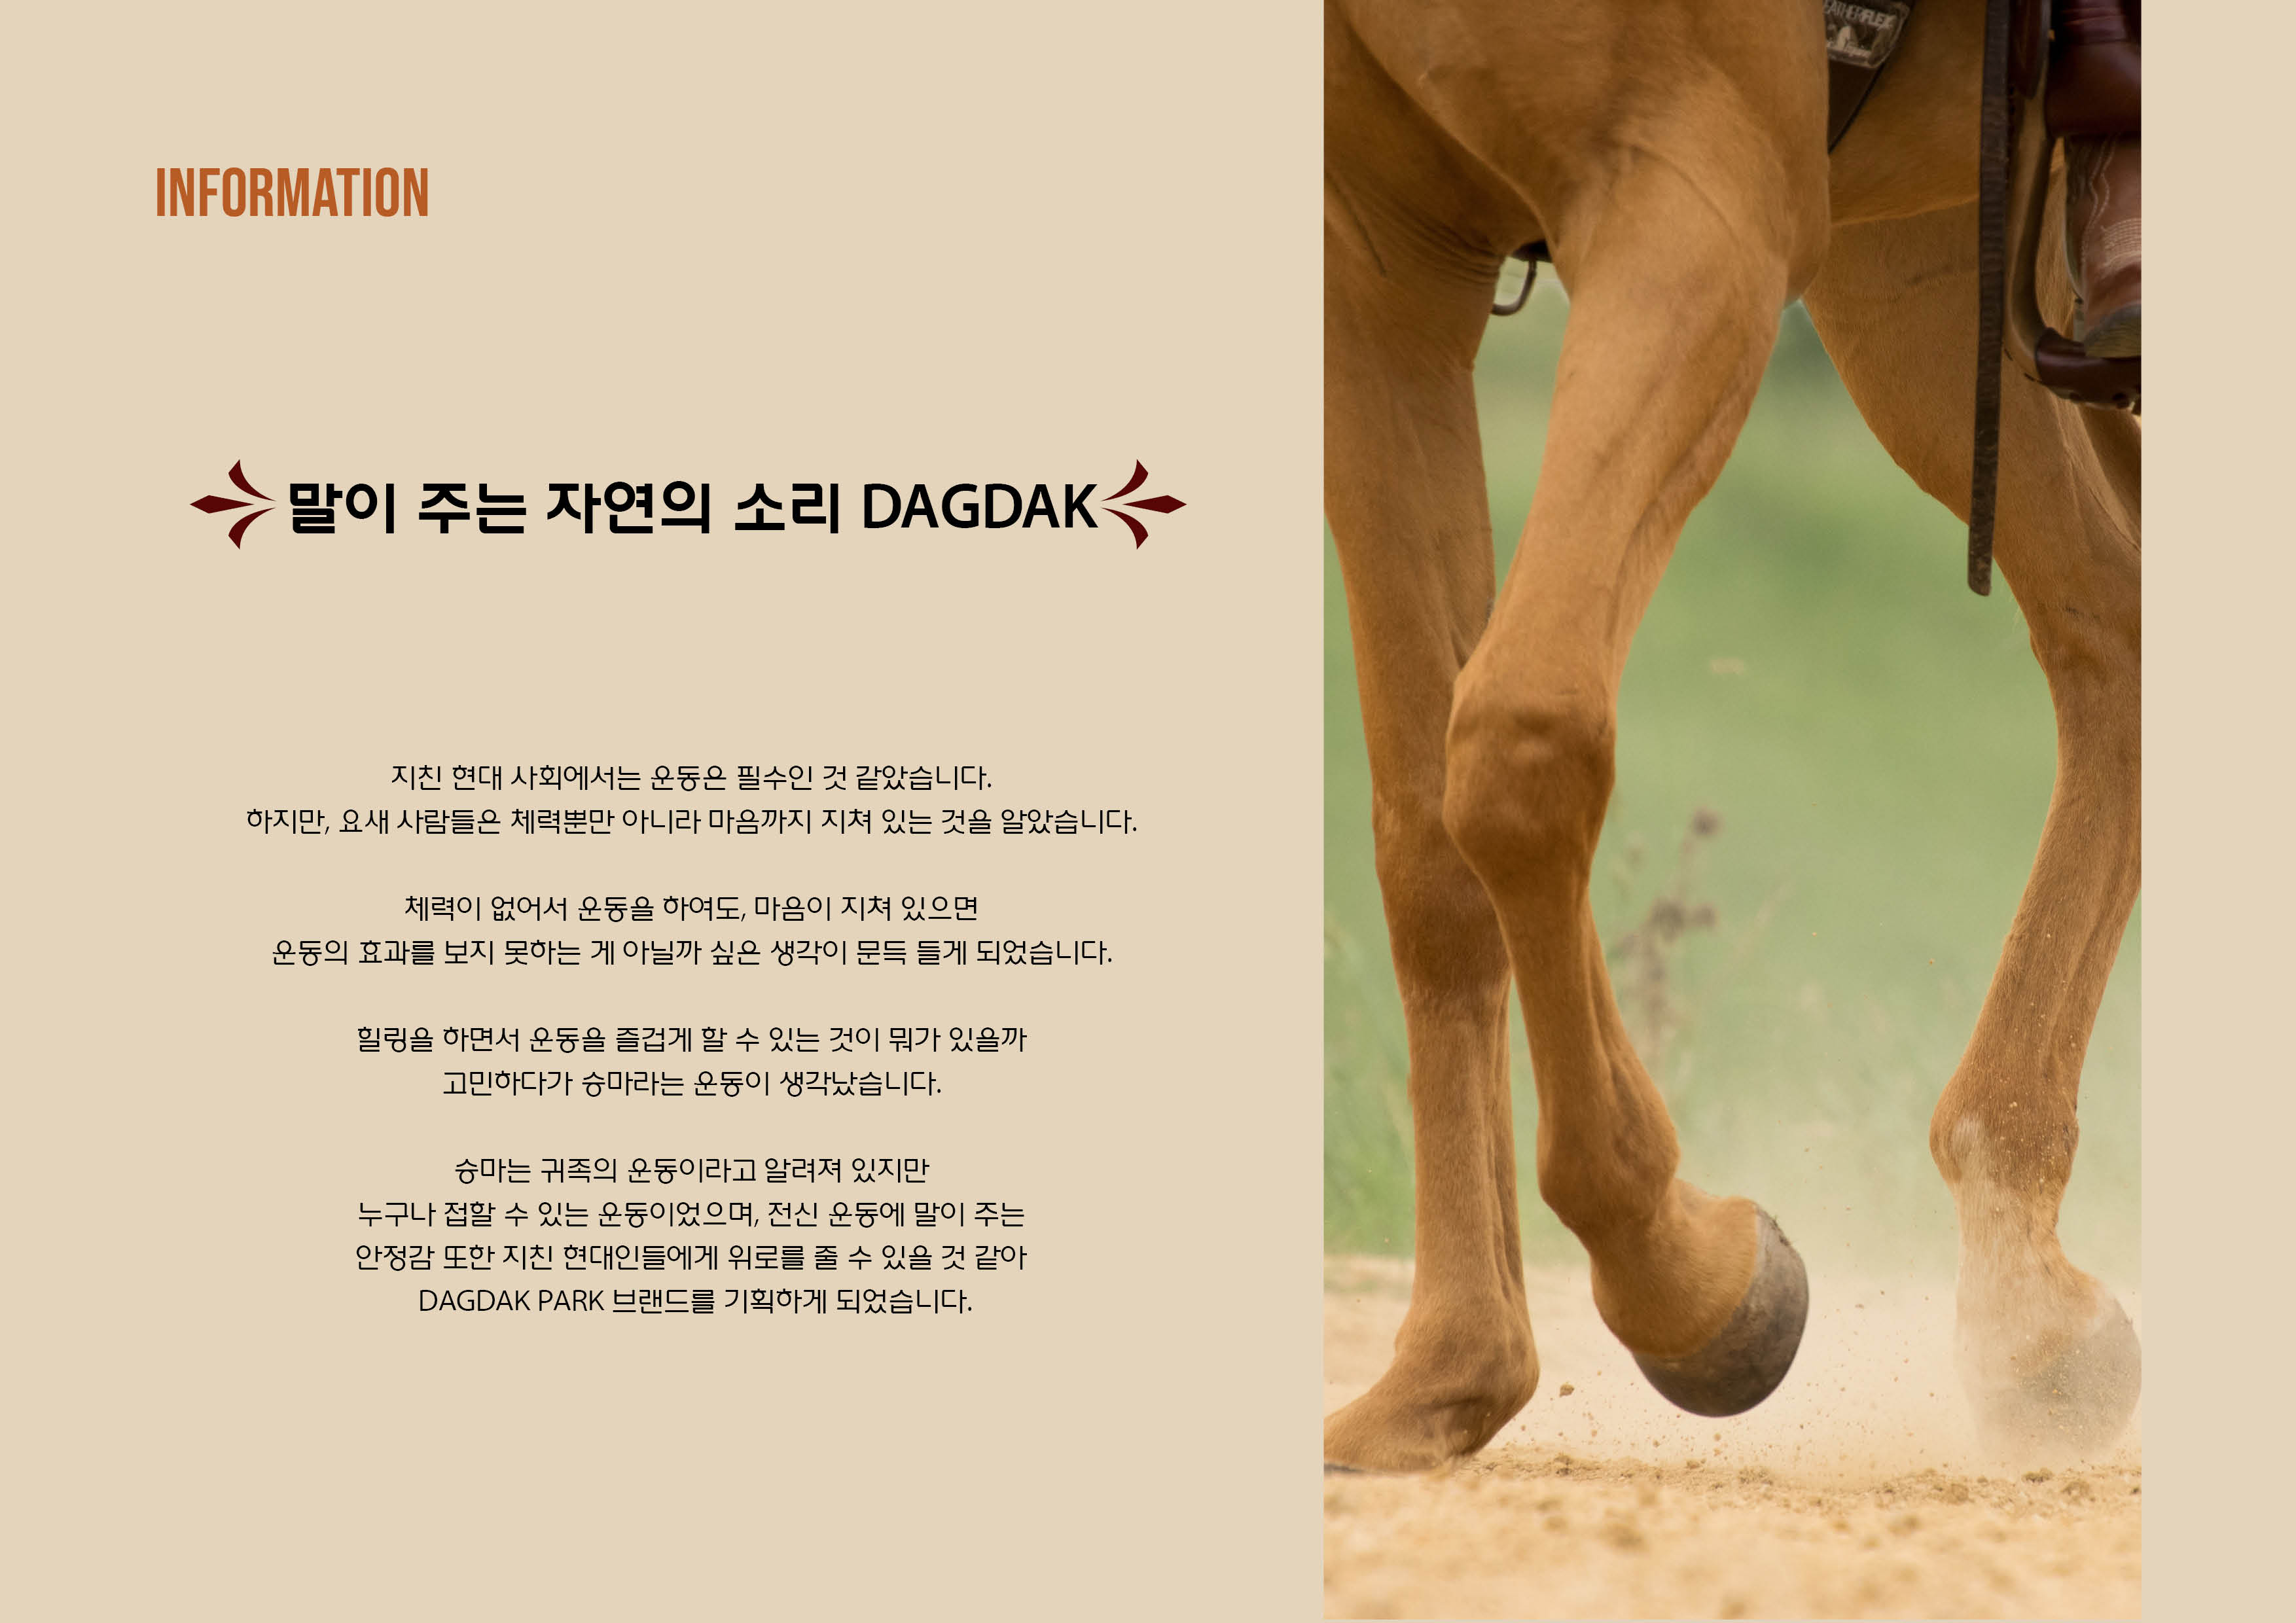 INFORMATION
말이 주는 자연의 소리 DAGDAK
지친 현대 사회에서는 운동은 필수인 것 같았습니다.
하지만, 요새 사람들은 체력뿐만 아니라 마음까지 지쳐 있는 것을 알았습니다.
체력이 없어서 운동을 하여도, 마음이 지쳐 있으면
운동의 효과를 보지 못하는 게 아닐까 싶은 생각이 문득 들게 되었습니다.
힐링을 하면서 운동을 즐겁게 할 수 있는 것이 뭐가 있을까
고민하다가 승마라는 운동이 생각났습니다.
승마는 귀족의 운동이라고 알려져 있지만
누구나 접할 수 있는 운동이었으며, 전신 운동에 말이 주는
안정감 또한 지친 현대인들에게 위로를 줄 수 있을 것 같아
DAGDAK PARK 브랜드를 기획하게 되었습니다.